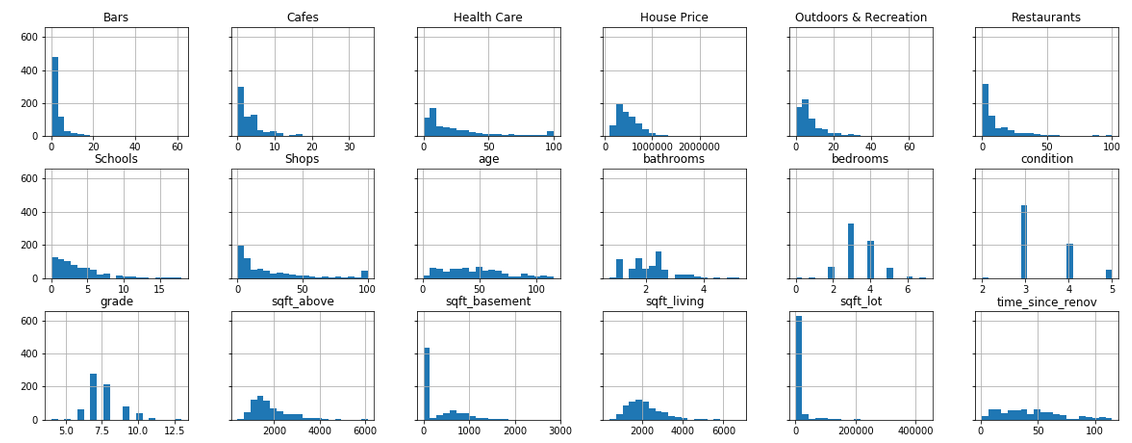 Bars Cafes Health Care House Price Outdoors & Recreation Restaurants
600
400
200
0
0 20 40 60 0 10 20 30 0 50 100 0 1000000 2000000 0 20 40 60 0 50 100
Schools Shops age bathrooms bedrooms condition
600
400
200
0
0 5 10 15 0 50 100 0 50 100 2 4 0 2 4 6 2 3 4 5
grade sqft_above sqft_basement sqft_living sqft_lot time_since_renov
600
400
200
0
5.0 7.5 10.0 12.5 2000 4000 6000 0 1000 2000 3000 2000 4000 6000 0 200000 400000 0 50 100